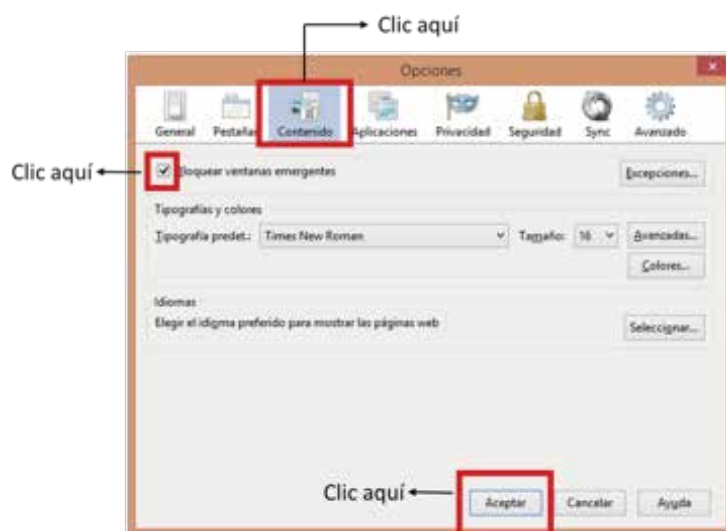 Clic aquí
Opciones
General Pestañas Contenido Aplicaciones Privacidad Seguridad Sync Avanzado
Clic aquí
Bloquear ventanas emergentes Excepciones...
Tipografías y colores
Tipografía predet.: Times New Roman Tamaño: 16 Avanzadas...
Colores...
Idiomas
Elegir el idioma preferido para mostrar las páginas web Seleccionar...
Clic aquí
Aceptar Cancelar Ayuda